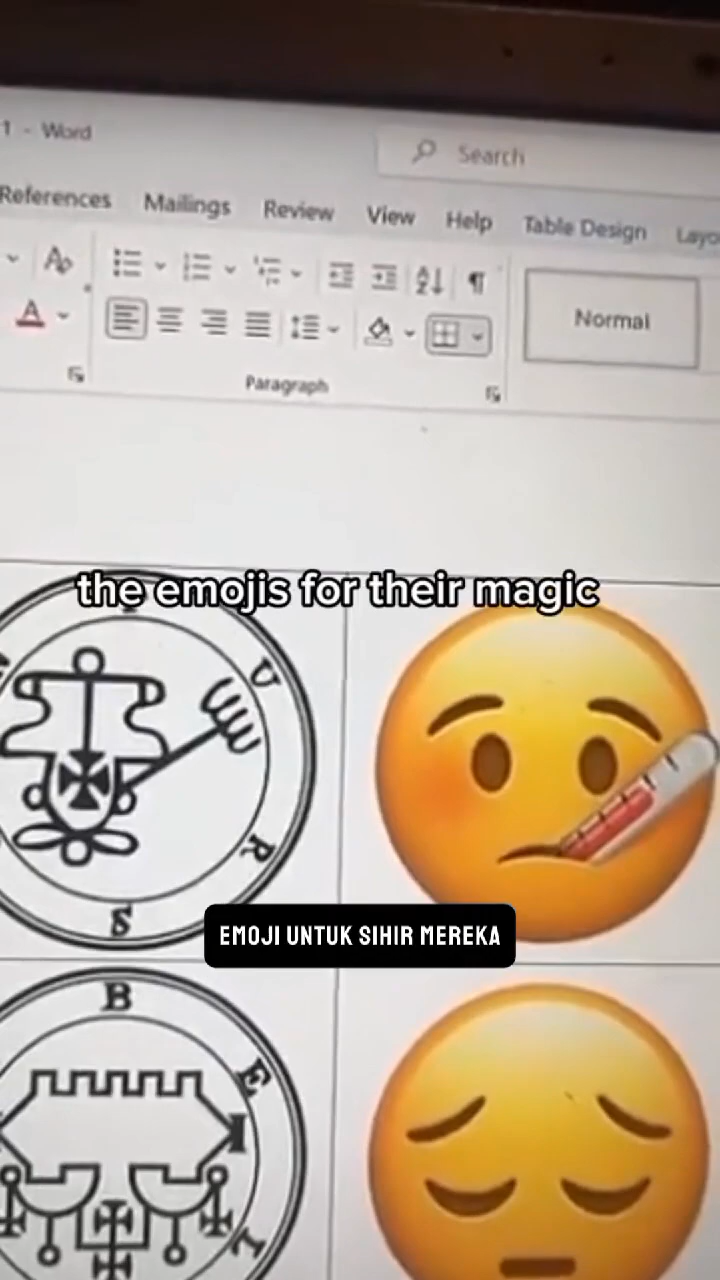 1 - Word
Search
References Mailings Review View Help Table Design Layo
A
Normal
Paragraph
the emojis for their magic
U
R
S
EMOJI UNTUK SIHIR MEREKA
B
E
L